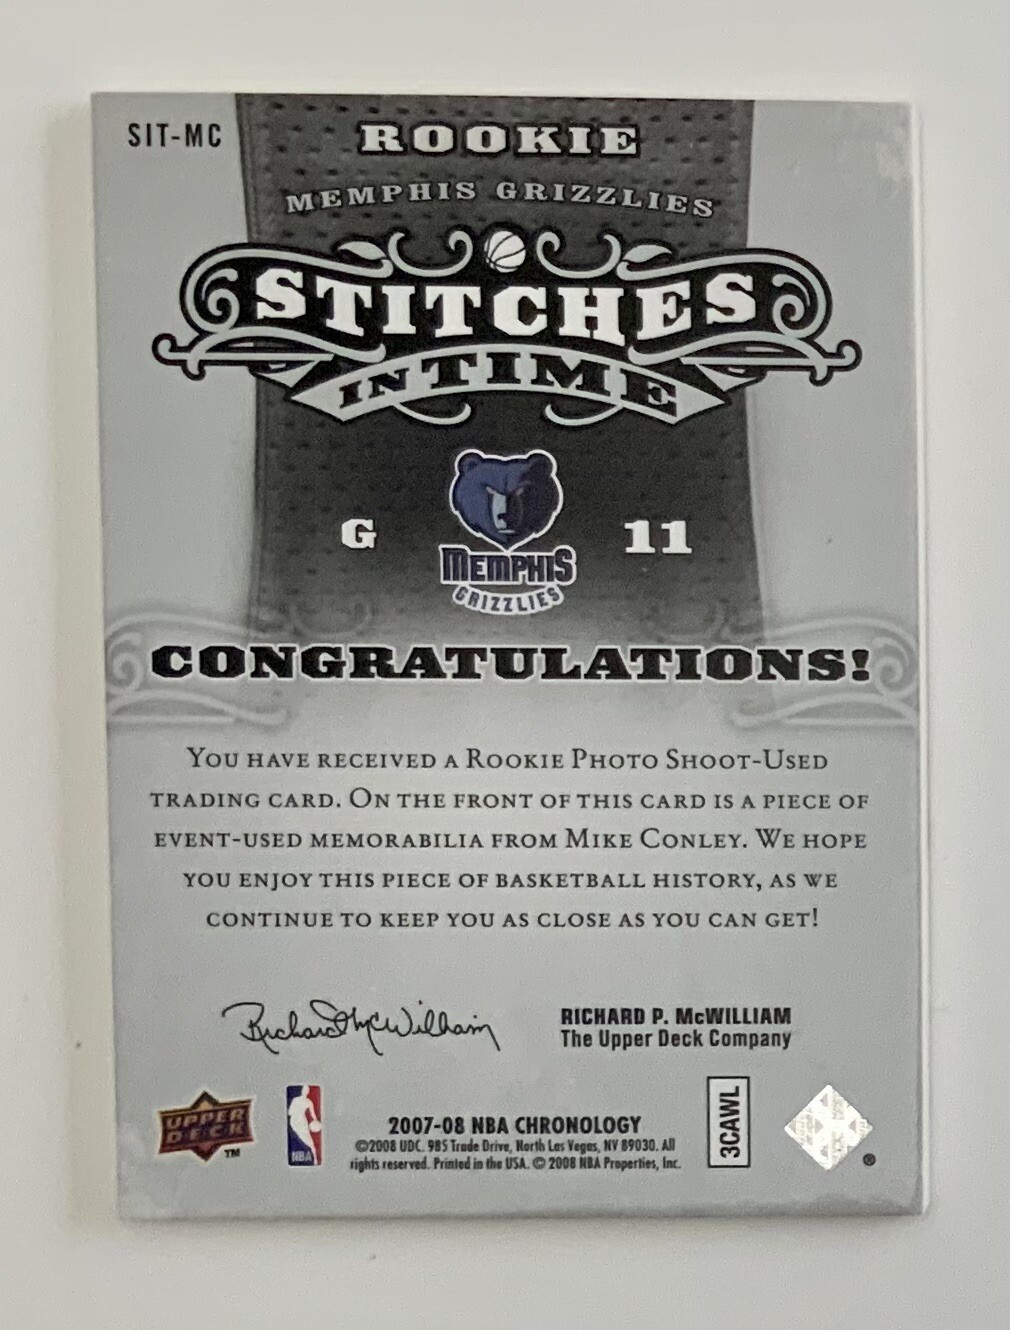 SIT-MC
ROOKIE
MEMPHIS GRIZZLIES
STITCHES
IN TIME
G
11
MEMPHIS
GRIZZLIES
CONGRATULATIONS!
YOU HAVE RECEIVED A ROOKIE PHOTO SHOOT-USED
TRADING CARD. ON THE FRONT OF THIS CARD IS A PIECE OF
EVENT-USED MEMORABILIA FROM MIKE CONLEY. WE HOPE
YOU ENJOY THIS PIECE OF BASKETBALL HISTORY, AS WE
CONTINUE TO KEEP YOU AS CLOSE AS YOU CAN GET!
Richard McWilliam
RICHARD P. McWILLIAM
The Upper Deck Company
UPPER
DECK
TM
NBA
2007-08 NBA CHRONOLOGY
©2008 UDC. 985 Trade Drive, North Las Vegas, NV 89030. All
rights reserved. Printed in the USA. © 2008 NBA Properties, Inc.
3CAWL
®